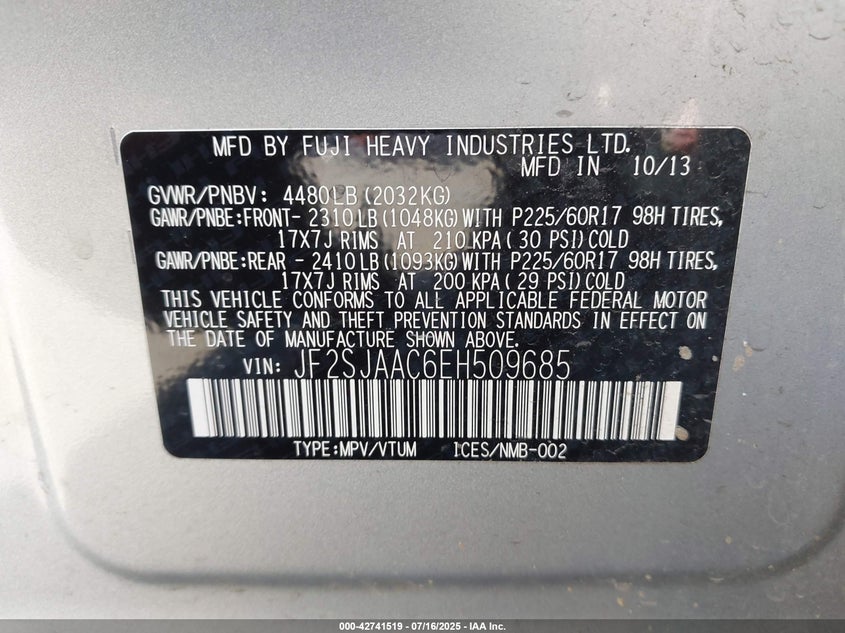 MFD BY FUJI HEAVY INDUSTRIES LTD.
MFD IN 10/13
GVWR/PNBV: 4480LB(2032KG)
GAWR/PNBE:FRONT- 2310LB(1048KG)WITH P225/60R17 98H TIRES,
17X7J RIMS AT 210KPA(30 PSI)COLD
GAWR/PNBE:REAR - 2410LB(1093KG)WITH P225/60R17 98H TIRES,
17X7J RIMS AT 200KPA(29 PSI)COLD
THIS VEHICLE CONFORMS TO ALL APPLICABLE FEDERAL MOTOR
VEHICLE SAFETY AND THEFT PREVENTION STANDARDS IN EFFECT ON
THE DATE OF MANUFACTURE SHOWN ABOVE.
VIN: JF2SJAAC6EH509685
TYPE:MPV/VTUM ICES/NMB-002
000-42741519 - 07/16/2025 - IAA Inc.